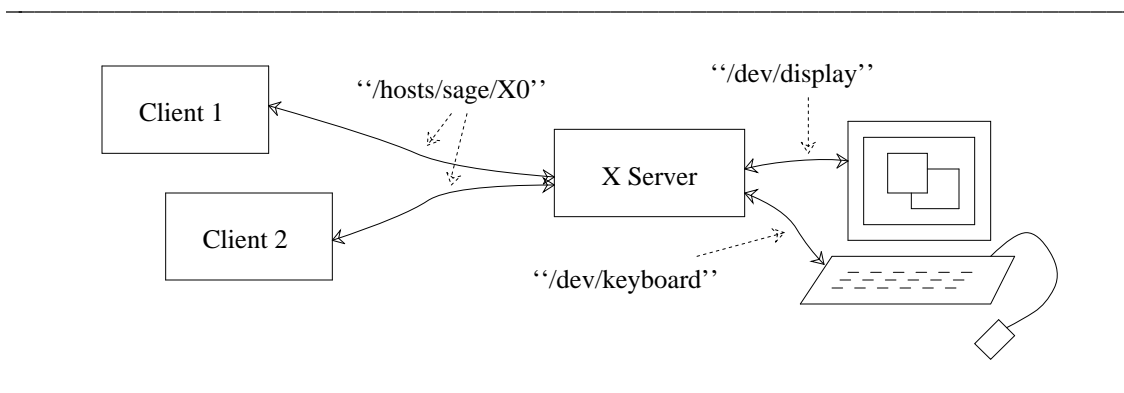 ‘‘/dev/display’’
‘‘/hosts/sage/X0’’
Client 1
X Server
Client 2
‘‘/dev/keyboard’’